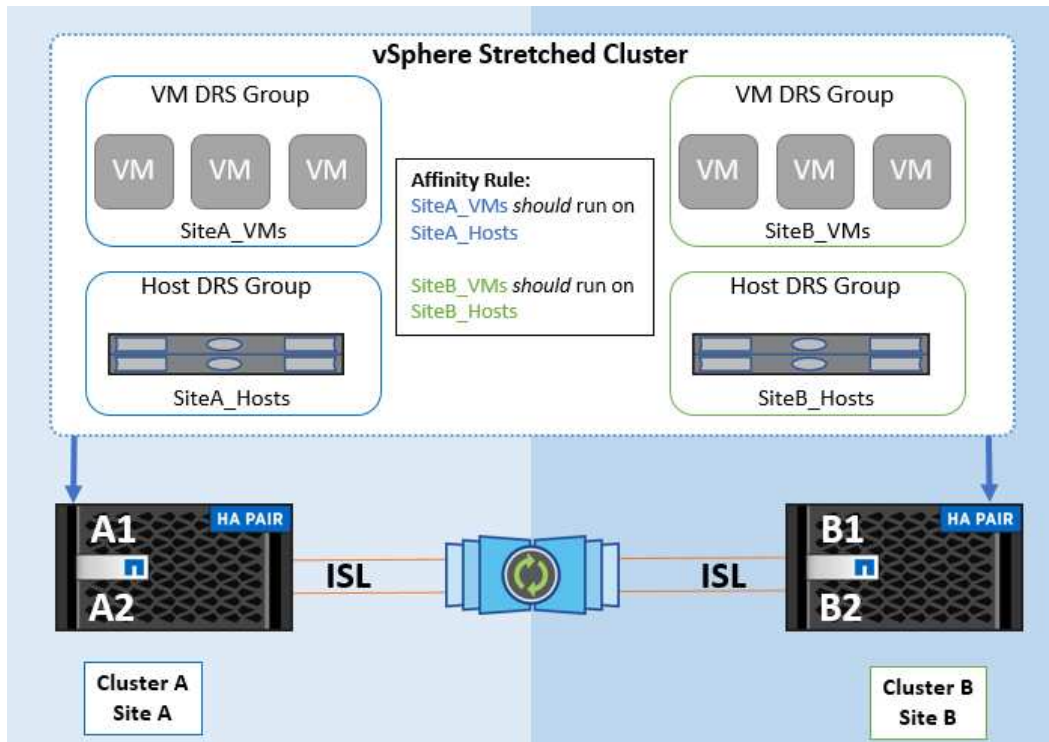 vSphere Stretched Cluster
VM DRS Group
VM VM VM
SiteA_VMs
Host DRS Group
SiteA_Hosts
Affinity Rule:
SiteA_VMs should run on
SiteA_Hosts
SiteB_VMs should run on
SiteB_Hosts
VM DRS Group
VM VM VM
SiteB_VMs
Host DRS Group
SiteB_Hosts
A1
HA PAIR
A2
ISL
ISL
B1
HA PAIR
B2
Cluster A
Site A
Cluster B
Site B